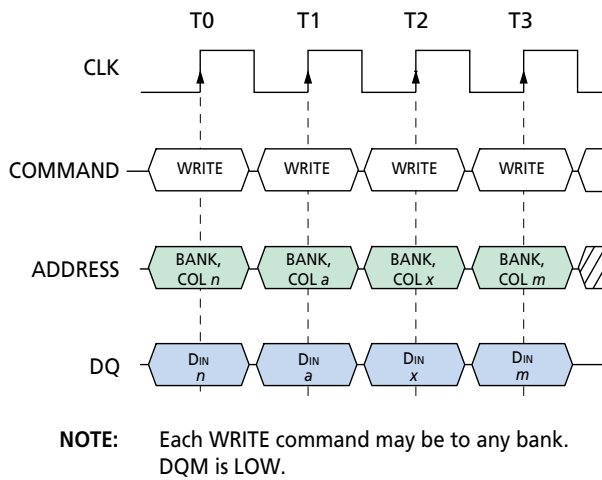 T0 T1 T2 T3
CLK
COMMAND WRITE WRITE WRITE WRITE
BANK, BANK, BANK, BANK,
ADDRESS
COL n COL a COL x COL m
DIN DIN DIN DIN
DQ
n a x m
NOTE: Each WRITE command may be to any bank.
DQM is LOW.